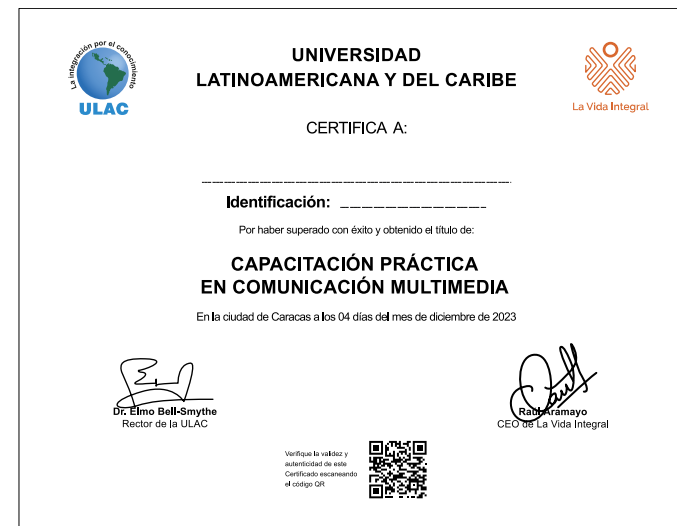 La integración por el conocimiento
ULAC
UNIVERSIDAD
LATINOAMERICANA Y DEL CARIBE
La Vida Integral
CERTIFICA A:
Identificación:
Por haber superado con éxito y obtenido el título de:
CAPACITACIÓN PRÁCTICA
EN COMUNICACIÓN MULTIMEDIA
En la ciudad de Caracas a los 04 días del mes de diciembre de 2023
Dr. Elmo Bell-Smythe
Rector de la ULAC
Raúl Aramayo
CEO de La Vida Integral
Verifique la validez y
autenticidad de este
Certificado escaneando
el código QR